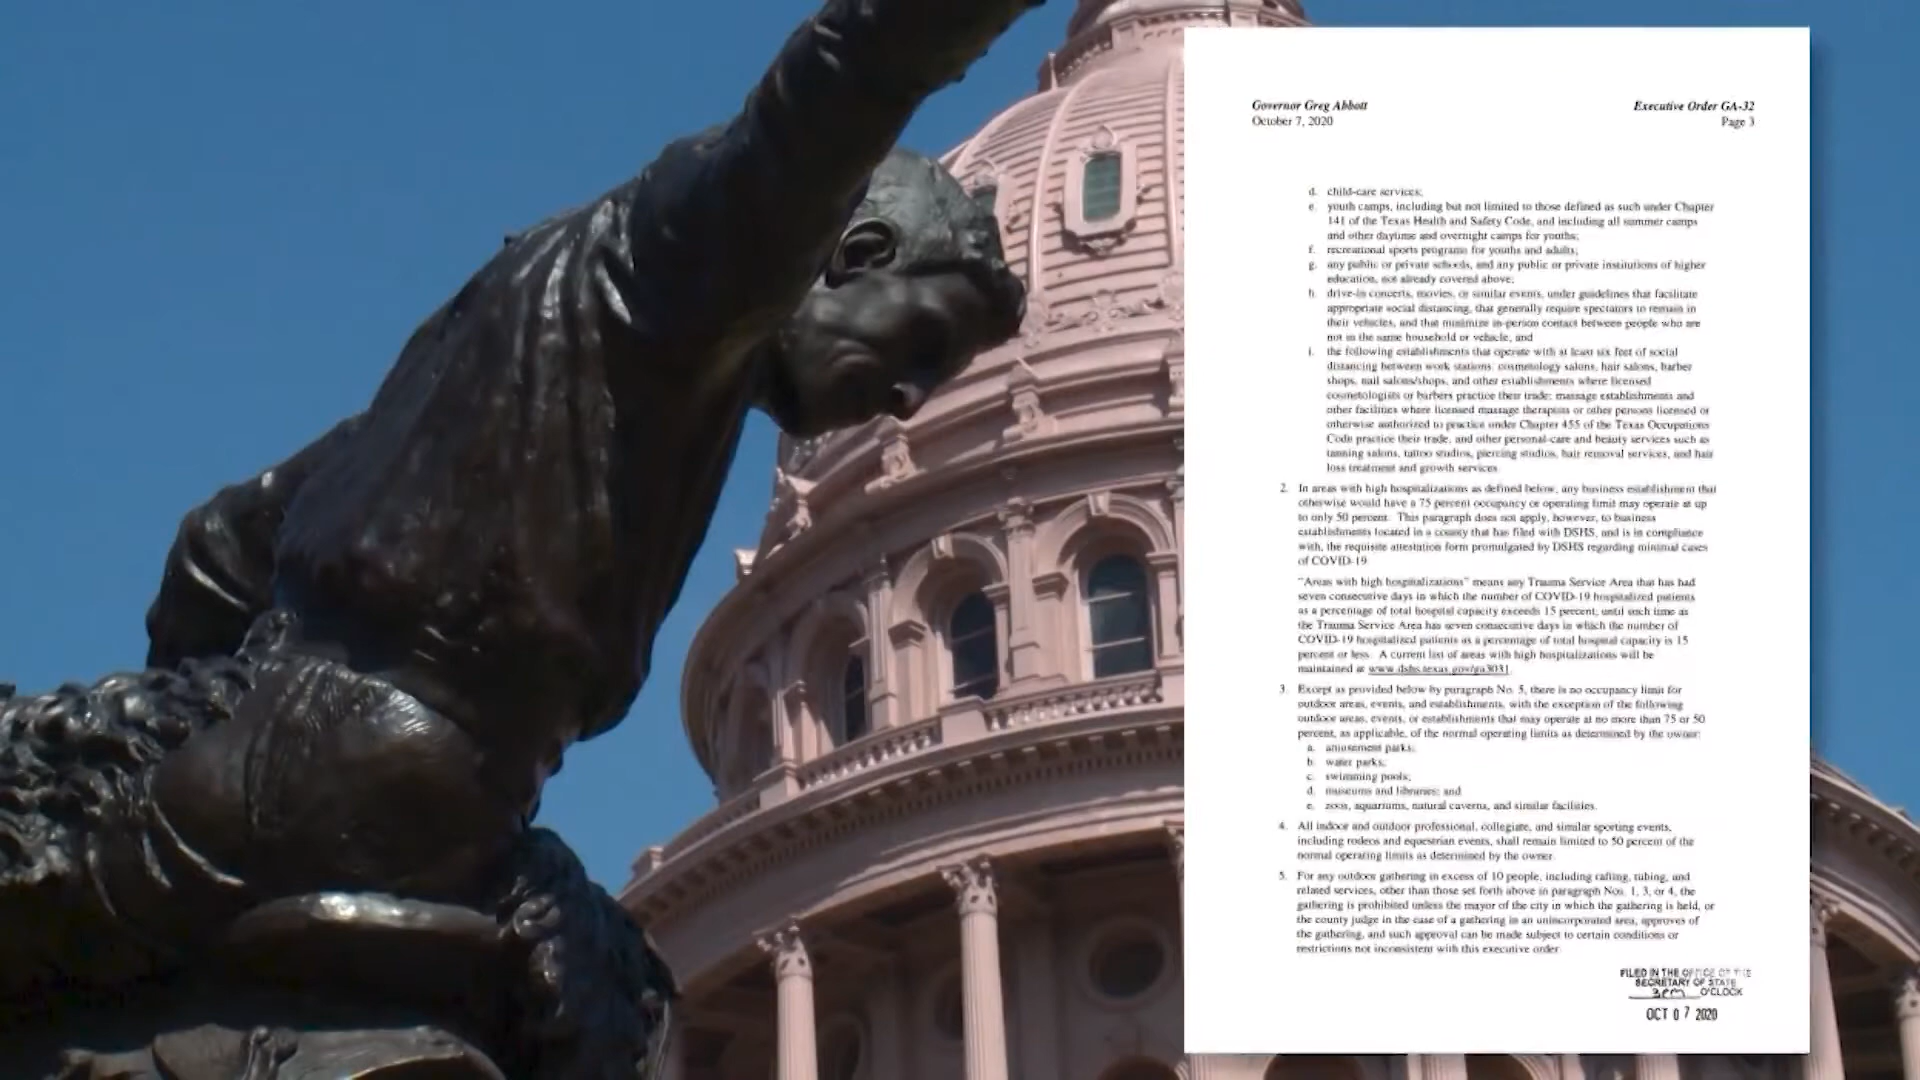 Governor Greg Abbott
October 7, 2020
Executive Order GA-32
Page 3
d. child-care services;
e. youth camps, including but not limited to those defined as such under Chapter
141 of the Texas Health and Safety Code, and including all summer camps
and other daytime and overnight camps for youths;
f. recreational sports programs for youths and adults;
g. any public or private schools, and any public or private institutions of higher
education, not already covered above;
h. drive-in concerts, movies, or similar events, under guidelines that facilitate
appropriate social distancing, that generally require spectators to remain in
their vehicles, and that minimize in-person contact between people who are
not in the same household or vehicle; and
i. the following establishments that operate with at least six feet of social
distancing between work stations: cosmetology salons, hair salons, barber
shops, nail salons/shops, and other establishments where licensed
cosmetologists or barbers practice their trade; massage establishments and
other facilities where licensed massage therapists or other persons licensed or
otherwise authorized to practice under Chapter 455 of the Texas Occupations
Code practice their trade; and other personal-care and beauty services such as
tanning salons, tattoo studios, piercing studios, hair removal services, and hair
loss treatment and growth services.
2. In areas with high hospitalizations as defined below, any business establishment that
otherwise would have a 75 percent occupancy or operating limit may operate at up
to only 50 percent. This paragraph does not apply, however, to business
establishments located in a county that has filed with DSHS, and is in compliance
with, the requisite attestation form promulgated by DSHS regarding minimal cases
of COVID-19.
"Areas with high hospitalizations" means any Trauma Service Area that has had
seven consecutive days in which the number of COVID-19 hospitalized patients
as a percentage of total hospital capacity exceeds 15 percent, until such time as
the Trauma Service Area has seven consecutive days in which the number of
COVID-19 hospitalized patients as a percentage of total hospital capacity is 15
percent or less. A current list of areas with high hospitalizations will be
maintained at www.dshs.texas.gov/ga3031.
3. Except as provided below by paragraph No. 5, there is no occupancy limit for
outdoor areas, events, and establishments, with the exception of the following
outdoor areas, events, or establishments that may operate at no more than 75 or 50
percent, as applicable, of the normal operating limits as determined by the owner:
a. amusement parks;
b. water parks;
c. swimming pools;
d. museums and libraries; and
e. zoos, aquariums, natural caverns, and similar facilities.
4. All indoor and outdoor professional, collegiate, and similar sporting events,
including rodeos and equestrian events, shall remain limited to 50 percent of the
normal operating limits as determined by the owner.
5. For any outdoor gathering in excess of 10 people, including rafting, tubing, and
related services, other than those set forth above in paragraph Nos. 1, 3, or 4, the
gathering is prohibited unless the mayor of the city in which the gathering is held, or
the county judge in the case of a gathering in an unincorporated area, approves of
the gathering, and such approval can be made subject to certain conditions or
restrictions not inconsistent with this executive order.
FILED IN THE OFFICE OF THE
SECRETARY OF STATE
3pm O'CLOCK
OCT 07 2020